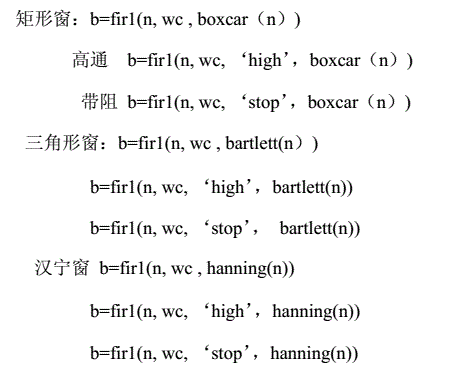 矩形窗：b=fir1(n, wc , boxcar（n）)
高通 b=fir1(n, wc, ‘high’，boxcar（n）)
带阻 b=fir1(n, wc, ‘stop’，boxcar（n）)
三角形窗：b=fir1(n, wc , bartlett(n）)
b=fir1(n, wc, ‘high’，bartlett(n))
b=fir1(n, wc, ‘stop’， bartlett(n))
汉宁窗 b=fir1(n, wc , hanning(n))
b=fir1(n, wc, ‘high’，hanning(n))
b=fir1(n, wc, ‘stop’，hanning(n))